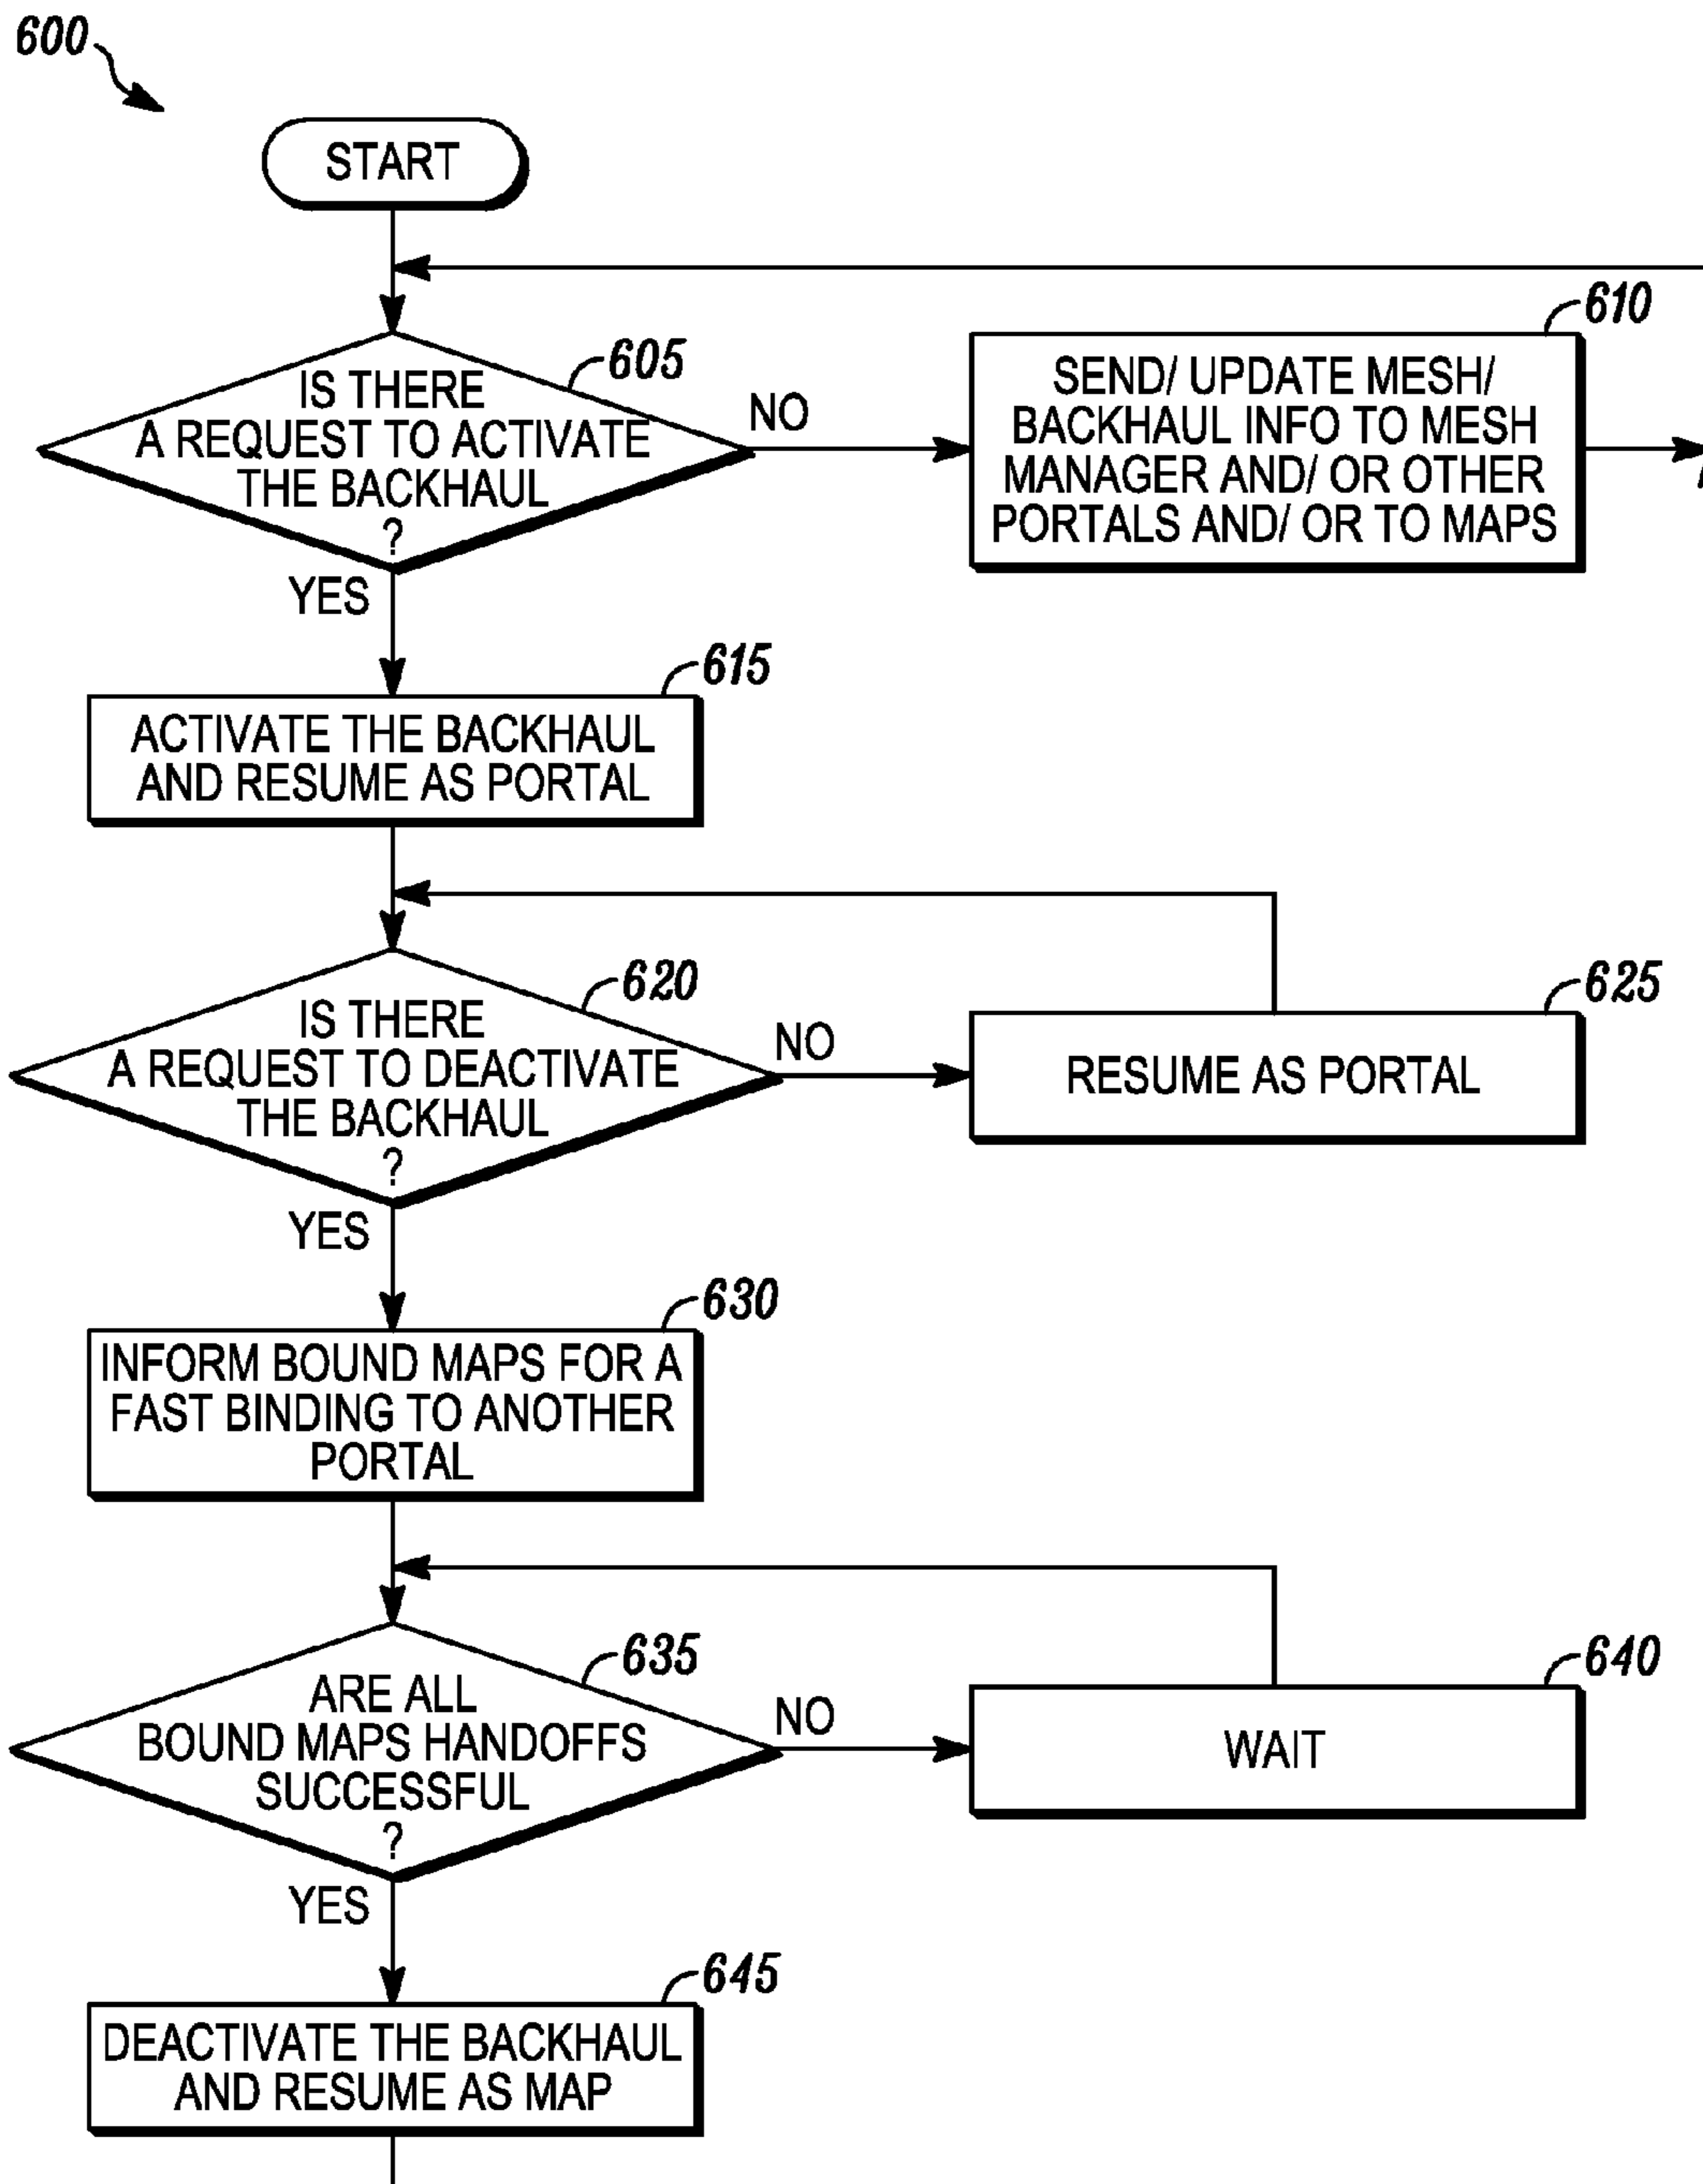 600
START
605
IS THERE
A REQUEST TO ACTIVATE
THE BACKHAUL
?
NO
YES
610
SEND/ UPDATE MESH/
BACKHAUL INFO TO MESH
MANAGER AND/ OR OTHER
PORTALS AND/ OR TO MAPS
615
ACTIVATE THE BACKHAUL
AND RESUME AS PORTAL
620
IS THERE
A REQUEST TO DEACTIVATE
THE BACKHAUL
?
NO
YES
625
RESUME AS PORTAL
630
INFORM BOUND MAPS FOR A
FAST BINDING TO ANOTHER
PORTAL
635
ARE ALL
BOUND MAPS HANDOFFS
SUCCESSFUL
?
NO
YES
640
WAIT
645
DEACTIVATE THE BACKHAUL
AND RESUME AS MAP